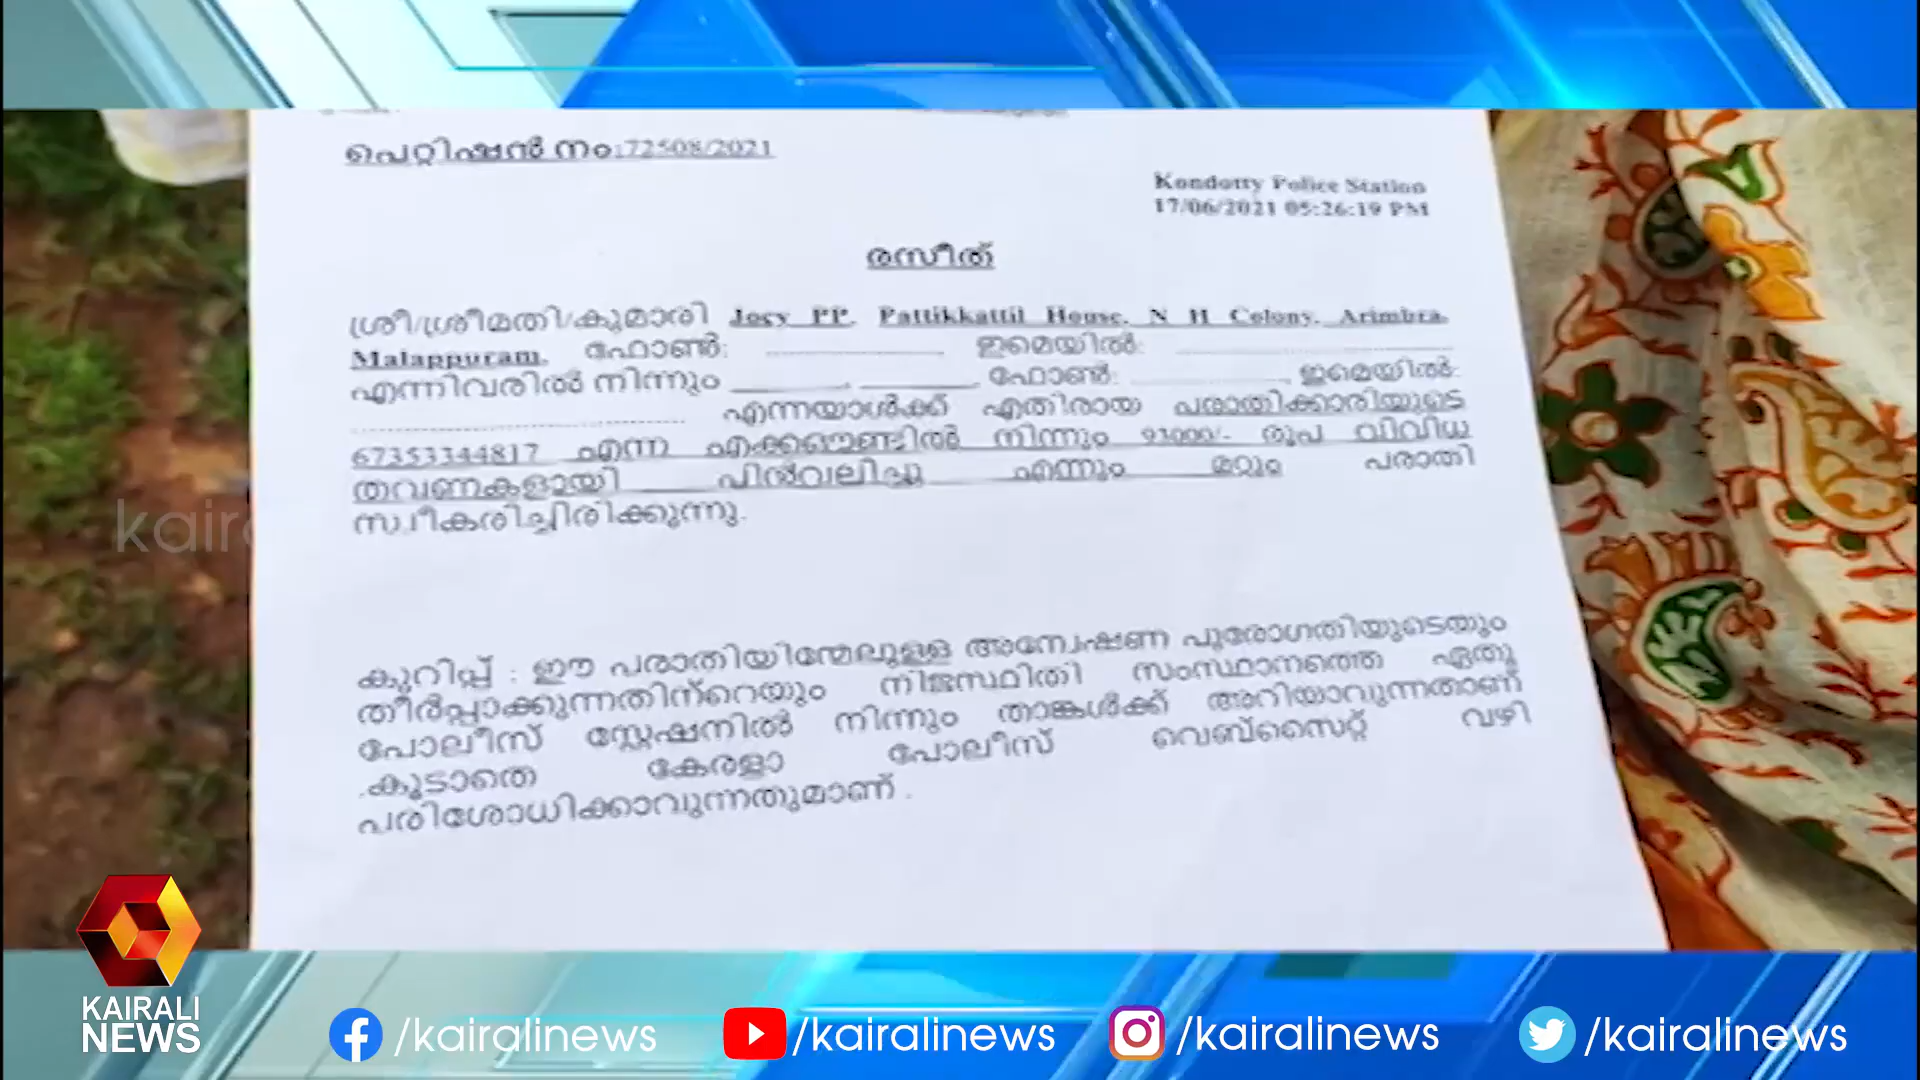 പെറ്റിഷൻ നം:72508/2021
Kondotty Police Station
17/06/2021 05:26:19 PM
രസീത്
ശ്രീ/ശ്രീമതി/കുമാരി Jocy PP, Pattikkattil House, N H Colony, Arimbra,
Malappuram, ഫോൺ: ഇമെയിൽ:
എന്നിവരിൽ നിന്നും ഫോൺ: ഇമെയിൽ:
എന്നയാൾക്ക് എതിരായ പരാതിക്കാരിയുടെ
67353344817 എന്ന എക്കൗണ്ടിൽ നിന്നും 93000/- രൂപ വിവിധ
തവണകളായി പിൻവലിച്ചു എന്നും മറ്റും പരാതി
സ്വീകരിച്ചിരിക്കുന്നു.
കുറിപ്പ് : ഈ പരാതിയിന്മേലുള്ള അന്വേഷണ പുരോഗതിയുടെയും
തീർപ്പാക്കുന്നതിന്റെയും നിജസ്ഥിതി സംസ്ഥാനത്തെ ഏതു
പോലീസ് സ്റ്റേഷനിൽ നിന്നും താങ്കൾക്ക് അറിയാവുന്നതാണ്
.കൂടാതെ കേരളാ പോലീസ് വെബ്സൈറ്റ് വഴി
പരിശോധിക്കാവുന്നതുമാണ് .
KAIRALI
NEWS
/kairalinews /kairalinews /kairalinews /kairalinews